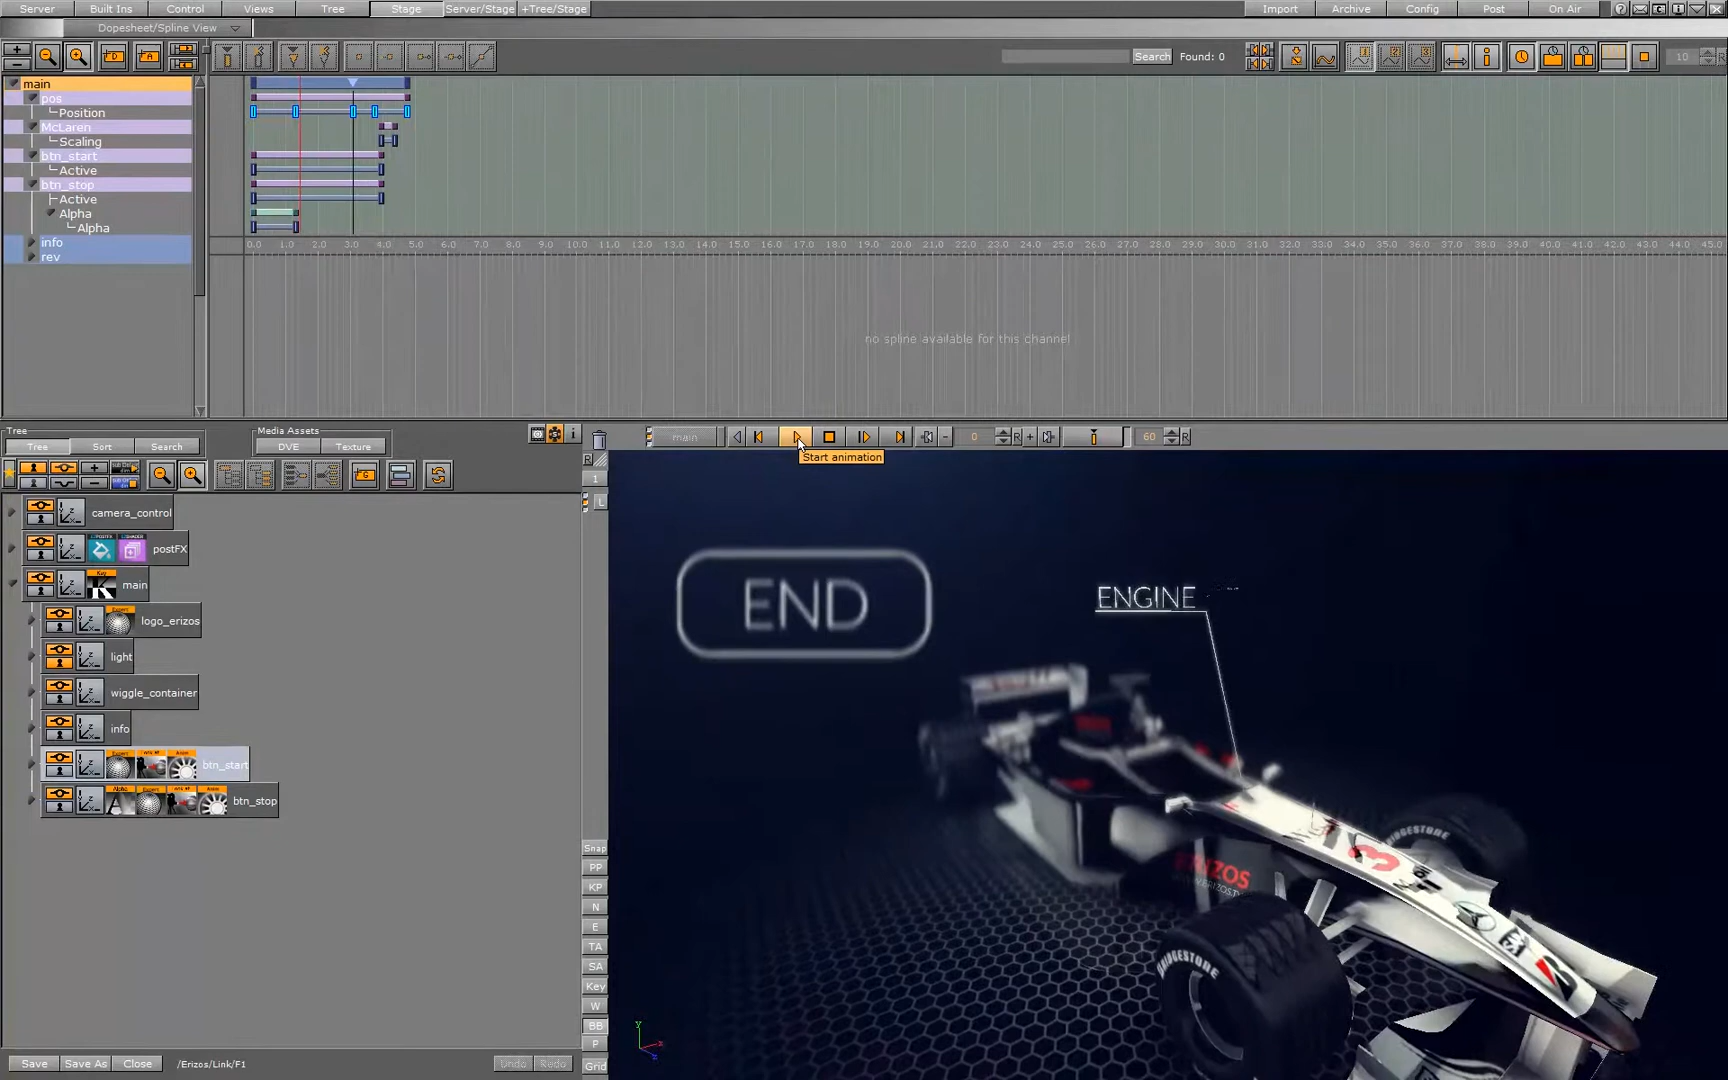 Server Built Ins Control Views Tree Stage Server/Stage +Tree/Stage Import Archive Config Post On Air
Dopesheet/Spline View
Search Found: 0 10
main
pos
Position
McLaren
Scaling
btn_start
Active
btn_stop
Active
Alpha
Alpha
info
rev
0.0 1.0 2.0 3.0 4.0 5.0 6.0 7.0 8.0 9.0 10.0 11.0 12.0 13.0 14.0 15.0 16.0 17.0 18.0 19.0 20.0 21.0 22.0 23.0 24.0 25.0 26.0 27.0 28.0 29.0 30.0 31.0 32.0 33.0 34.0 35.0 36.0 37.0 38.0 39.0 40.0 41.0 42.0 43.0 44.0 45.0
no spline available for this channel
Tree Media Assets
Tree Sort Search DVE Texture
main 0 R 60 R
Start animation
R
1
L
camera_control
postFX
main
logo_erizos
light
wiggle_container
info
btn_start
btn_stop
END
ENGINE
BRIDGESTONE
ERIZOS
BRIDGESTONE
Snap
PP
KP
N
E
TA
SA
Key
W
BB
P
Grid
Save Save As Close /Erizos/Link/F1 Undo Redo